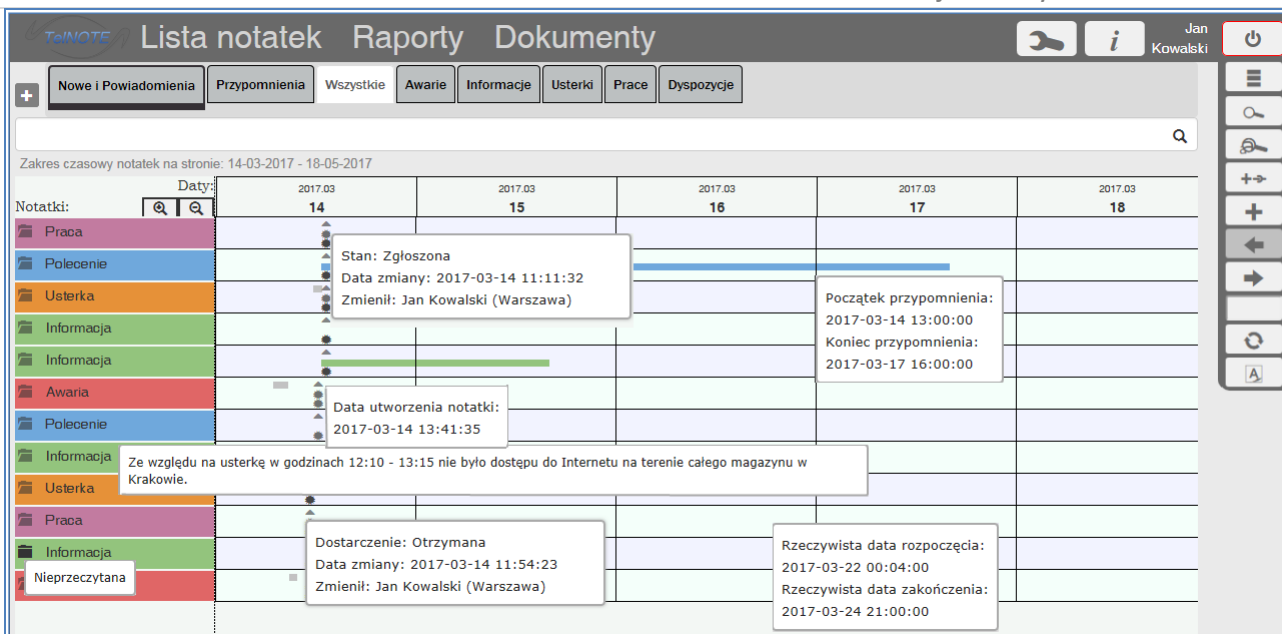 TelNOTE Lista notatek Raporty Dokumenty i Jan
Kowalski
+ Nowe i Powiadomienia Przypomnienia Wszystkie Awarie Informacje Usterki Prace Dyspozycje
Zakres czasowy notatek na stronie: 14-03-2017 - 18-05-2017
Daty: 2017.03 2017.03 2017.03 2017.03 2017.03
Notatki: 14 15 16 17 18
Praca
Stan: Zgłoszona
Polecenie
Data zmiany: 2017-03-14 11:11:32
Usterka
Zmienił: Jan Kowalski (Warszawa)
Początek przypomnienia:
2017-03-14 13:00:00
Informacja
Koniec przypomnienia:
2017-03-17 16:00:00
Informacja
Awaria
Data utworzenia notatki:
2017-03-14 13:41:35
Polecenie
Informacja
Ze względu na usterkę w godzinach 12:10 - 13:15 nie było dostępu do Internetu na terenie całego magazynu w
Krakowie.
Usterka
Praca
Dostarczenie: Otrzymana
Data zmiany: 2017-03-14 11:54:23
Zmienił: Jan Kowalski (Warszawa)
Rzeczywista data rozpoczęcia:
2017-03-22 00:04:00
Rzeczywista data zakończenia:
2017-03-24 21:00:00
Informacja
Nieprzeczytana
A